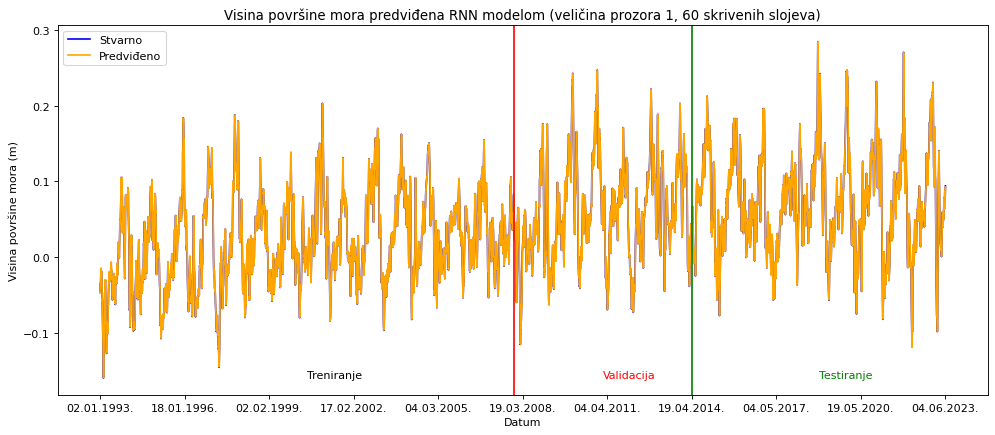 Visina površine mora predviđena RNN modelom (veličina prozora 1, 60 skrivenih slojeva)
Stvarno
Predviđeno
Visina površine mora (m)
0.3
0.2
0.1
0.0
−0.1
Treniranje
Validacija
Testiranje
02.01.1993.
18.01.1996.
02.02.1999.
17.02.2002.
04.03.2005.
19.03.2008.
04.04.2011.
19.04.2014.
04.05.2017.
19.05.2020.
04.06.2023.
Datum